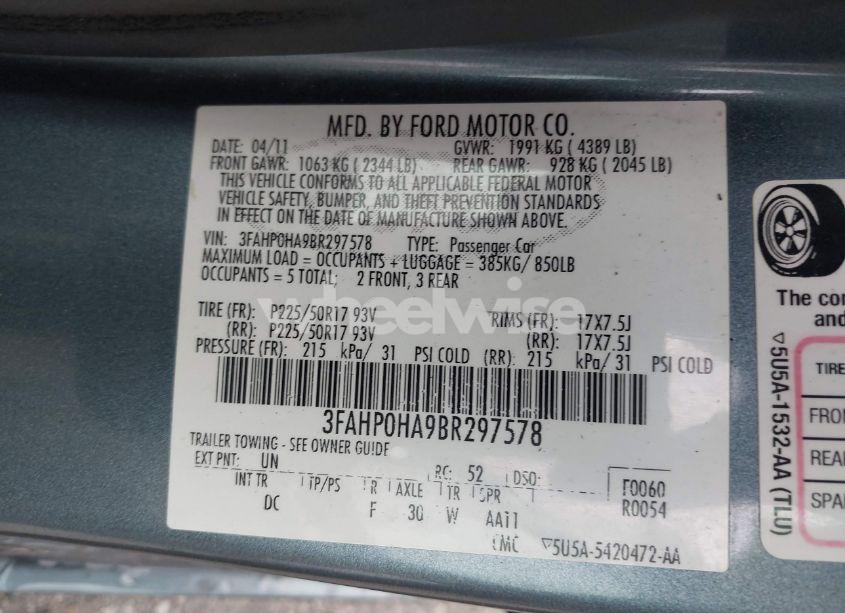 MFD. BY FORD MOTOR CO.
DATE: 04/11 GVWR: 1991 KG ( 4389 LB)
FRONT GAWR: 1063 KG ( 2344 LB) REAR GAWR: 928 KG ( 2045 LB)
THIS VEHICLE CONFORMS TO ALL APPLICABLE FEDERAL MOTOR
VEHICLE SAFETY, BUMPER, AND THEFT PREVENTION STANDARDS
IN EFFECT ON THE DATE OF MANUFACTURE SHOWN ABOVE.
VIN: 3FAHP0HA9BR297578 TYPE: Passenger Car
MAXIMUM LOAD = OCCUPANTS + LUGGAGE = 385KG/ 850LB
OCCUPANTS = 5 TOTAL; 2 FRONT, 3 REAR
wheelwise
TIRE (FR): P225/50R17 93V TRIMS (FR): 17X7.5J
(RR): P225/50R17 93V (RR): 17X7.5J
PRESSURE (FR): 215 kPa/ 31 PSI COLD (RR): 215 kPa/ 31 PSI COLD
3FAHP0HA9BR297578
TRAILER TOWING - SEE OWNER GUIDE
EXT PNT: UN RC: 52 DSO:
INT TR TP/PS R AXLE TR SPR F0060
DC F 30 W AA11 R0054
CMC ▽5U5A-5420472-AA
The con
and
▽5U5A-1532-AA (TLU)
TIRE
FRON
REAR
SPAR